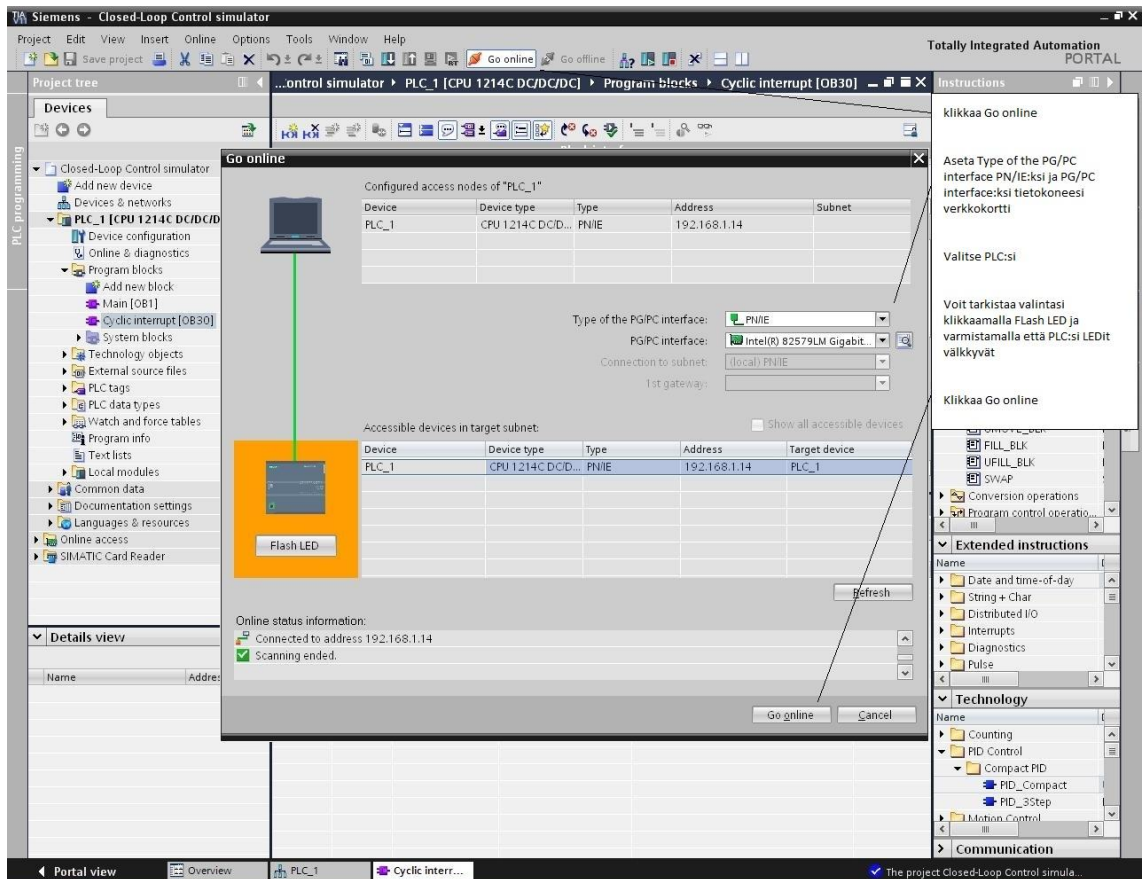 Siemens - Closed-Loop Control simulator
Project Edit View Insert Online Options Tools Window Help
Totally Integrated Automation
PORTAL
Save project
Go online
Go offline
Project tree
...ontrol simulator PLC_1 [CPU 1214C DC/DC/DC] Program blocks Cyclic interrupt [OB30]
Instructions
Devices
PLC programming
Closed-Loop Control simulator
Add new device
Devices & networks
PLC_1 [CPU 1214C DC/DC/D
Device configuration
Online & diagnostics
Program blocks
Add new block
Main [OB1]
Cyclic interrupt [OB30]
System blocks
Technology objects
External source files
PLC tags
PLC data types
Watch and force tables
Program info
Text lists
Local modules
Common data
Documentation settings
Languages & resources
Online access
SIMATIC Card Reader
Details view
Name Addre
Go online
Configured access nodes of "PLC_1"
Device Device type Type Address Subnet
PLC_1 CPU 1214C DC/D... PN/IE 192.168.1.14
Type of the PG/PC interface: PN/IE
PG/PC interface: Intel(R) 82579LM Gigabit...
Connection to subnet: (local) PN/IE
1st gateway:
Accessible devices in target subnet:
Show all accessible devices
Device Device type Type Address Target device
PLC_1 CPU 1214C DC/D... PN/IE 192.168.1.14 PLC_1
Flash LED
Refresh
Online status information:
Connected to address 192.168.1.14
Scanning ended.
Go online
Cancel
klikkaa Go online
Aseta Type of the PG/PC
interface PN/IE:ksi ja PG/PC
interface:ksi tietokoneesi
verkkokortti
Valitse PLC:si
Voit tarkistaa valintasi
klikkaamalla FLash LED ja
varmistamalla että PLC:si LEDit
välkkyvät
Klikkaa Go online
FILL_BLK
UFILL_BLK
SWAP
Conversion operations
Program control operatio...
Extended instructions
Name
Date and time-of-day
String + Char
Distributed I/O
Interrupts
Diagnostics
Pulse
Technology
Name
Counting
PID Control
Compact PID
PID_Compact
PID_3Step
Motion Control
Communication
Portal view
Overview
PLC_1
Cyclic interr...
The project Closed-Loop Control simula...